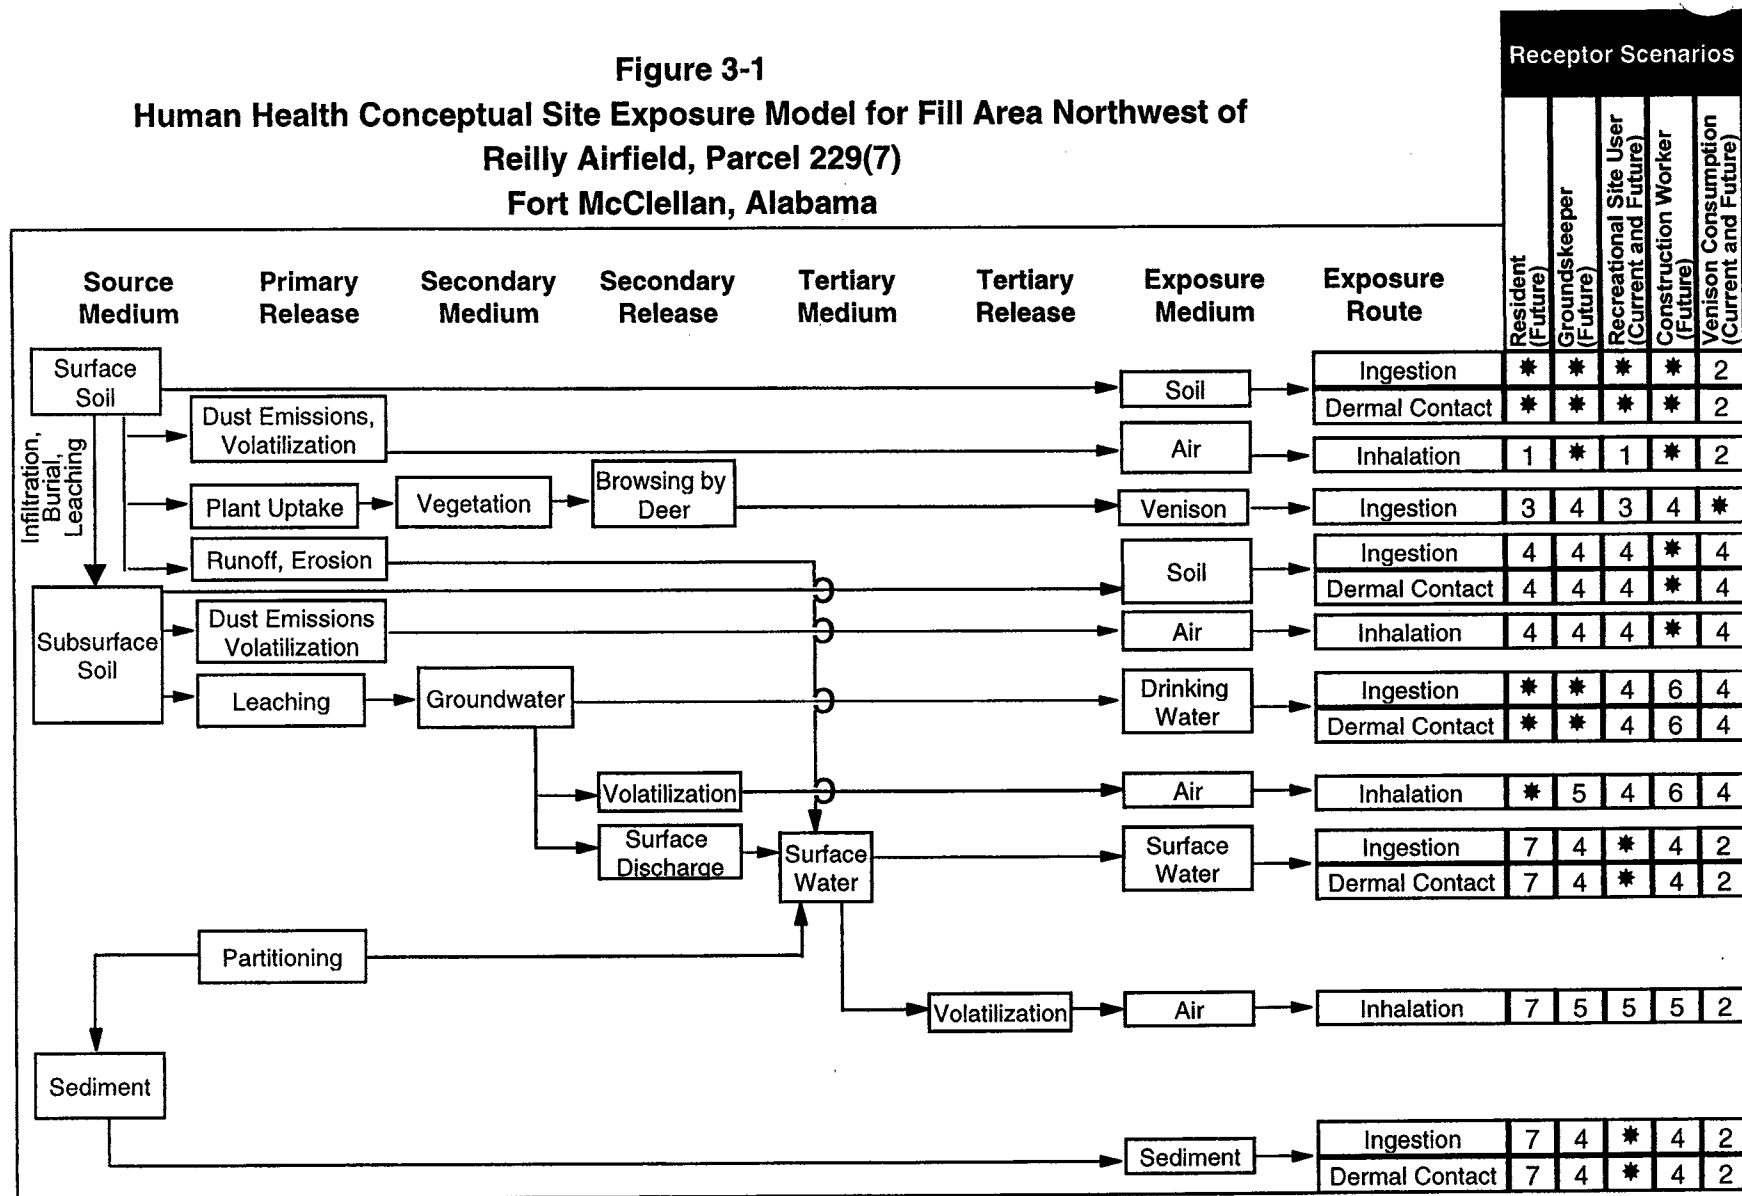 Figure 3-1
Human Health Conceptual Site Exposure Model for Fill Area Northwest of
Reilly Airfield, Parcel 229(7)
Fort McClellan, Alabama
Receptor Scenarios
Resident
(Future)
Groundskeeper
(Future)
Recreational Site User
(Current and Future)
Construction Worker
(Future)
Venison Consumption
(Current and Future)
Source
Medium
Primary
Release
Secondary
Medium
Secondary
Release
Tertiary
Medium
Tertiary
Release
Exposure
Medium
Exposure
Route
Surface
Soil
Soil
Ingestion * * * * 2
Dermal Contact * * * * 2
Infiltration,
Burial,
Leaching
Dust Emissions,
Volatilization
Air
Inhalation 1 * 1 * 2
Plant Uptake
Vegetation
Browsing by
Deer
Venison
Ingestion 3 4 3 4 *
Runoff, Erosion
Soil
Ingestion 4 4 4 * 4
Dermal Contact 4 4 4 * 4
Subsurface
Soil
Dust Emissions
Volatilization
Air
Inhalation 4 4 4 * 4
Leaching
Groundwater
Drinking
Water
Ingestion * * 4 6 4
Dermal Contact * * 4 6 4
Volatilization
Air
Inhalation * 5 4 6 4
Surface
Discharge
Surface
Water
Surface
Water
Ingestion 7 4 * 4 2
Dermal Contact 7 4 * 4 2
Partitioning
Volatilization
Air
Inhalation 7 5 5 5 2
Sediment
Sediment
Ingestion 7 4 * 4 2
Dermal Contact 7 4 * 4 2